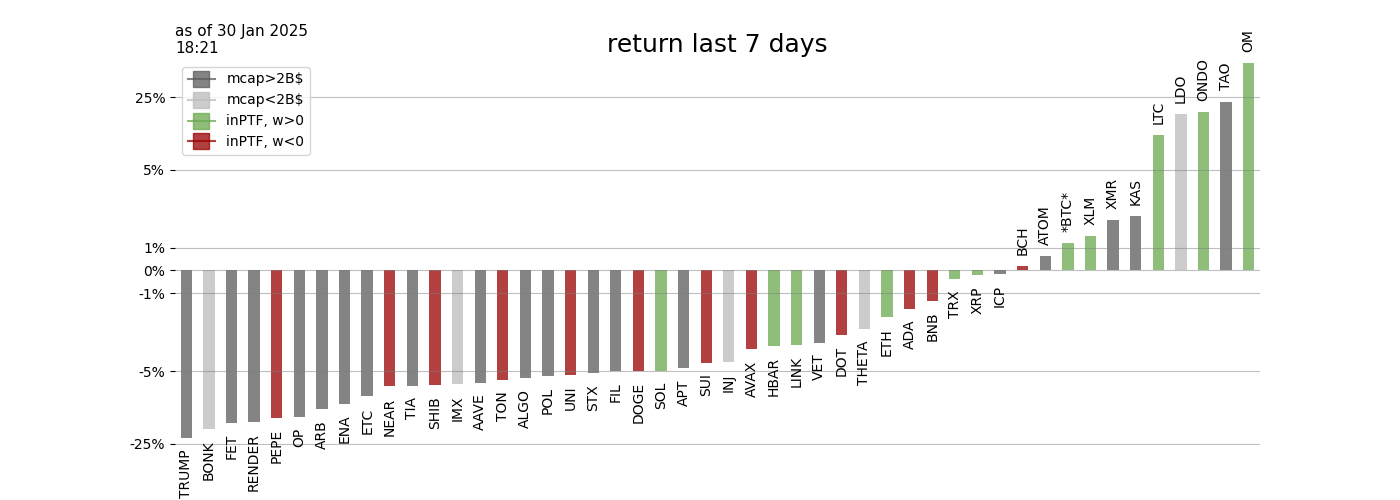 as of 30 Jan 2025
18:21
return last 7 days
mcap>2B$
mcap<2B$
inPTF, w>0
inPTF, w<0
25%
5%
1%
0%
-1%
-5%
-25%
TRUMP
BONK
FET
RENDER
PEPE
OP
ARB
ENA
ETC
NEAR
TIA
SHIB
IMX
AAVE
TON
ALGO
POL
UNI
STX
FIL
DOGE
SOL
APT
SUI
INJ
AVAX
HBAR
LINK
VET
DOT
THETA
ETH
ADA
BNB
TRX
XRP
ICP
BCH
ATOM
*BTC*
XLM
XMR
KAS
LTC
LDO
ONDO
TAO
OM